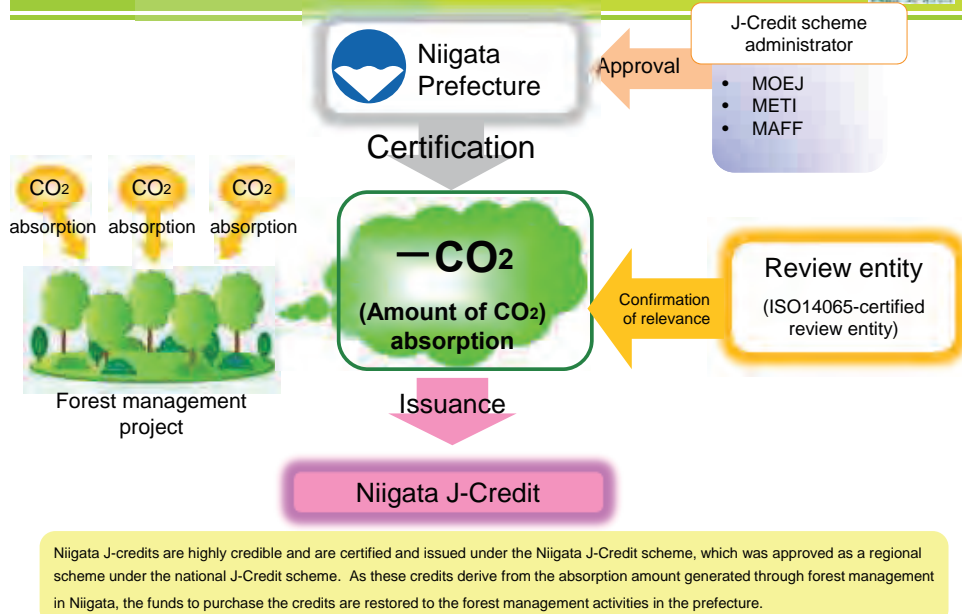 J-Credit scheme
administrator
Niigata
Prefecture
Approval
• MOEJ
• METI
• MAFF
Certification
CO2
CO2
CO2
absorption
absorption
absorption
－CO2
(Amount of CO2)
absorption
Confirmation
of relevance
Review entity
(ISO14065-certified
review entity)
Forest management
project
Issuance
Niigata J-Credit
Niigata J-credits are highly credible and are certified and issued under the Niigata J-Credit scheme, which was approved as a regional
scheme under the national J-Credit scheme. As these credits derive from the absorption amount generated through forest management
in Niigata, the funds to purchase the credits are restored to the forest management activities in the prefecture.